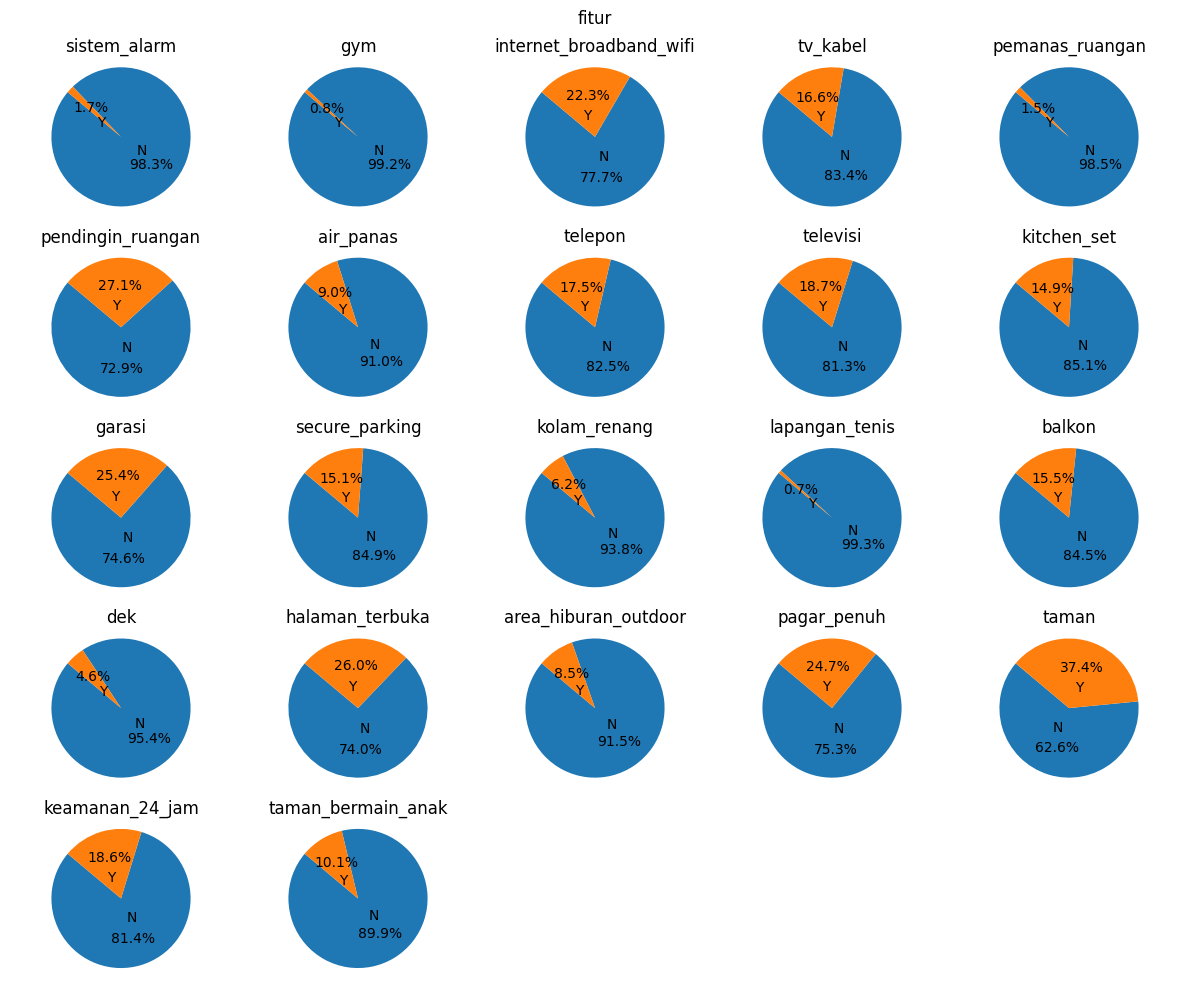 fitur
sistem_alarm
1.7%
Y
N
98.3%
gym
0.8%
Y
N
99.2%
internet_broadband_wifi
22.3%
Y
N
77.7%
tv_kabel
16.6%
Y
N
83.4%
pemanas_ruangan
1.5%
Y
N
98.5%
pendingin_ruangan
27.1%
Y
N
72.9%
air_panas
9.0%
Y
N
91.0%
telepon
17.5%
Y
N
82.5%
televisi
18.7%
Y
N
81.3%
kitchen_set
14.9%
Y
N
85.1%
garasi
25.4%
Y
N
74.6%
secure_parking
15.1%
Y
N
84.9%
kolam_renang
6.2%
Y
N
93.8%
lapangan_tenis
0.7%
Y
N
99.3%
balkon
15.5%
Y
N
84.5%
dek
4.6%
Y
N
95.4%
halaman_terbuka
26.0%
Y
N
74.0%
area_hiburan_outdoor
8.5%
Y
N
91.5%
pagar_penuh
24.7%
Y
N
75.3%
taman
37.4%
Y
N
62.6%
keamanan_24_jam
18.6%
Y
N
81.4%
taman_bermain_anak
10.1%
Y
N
89.9%